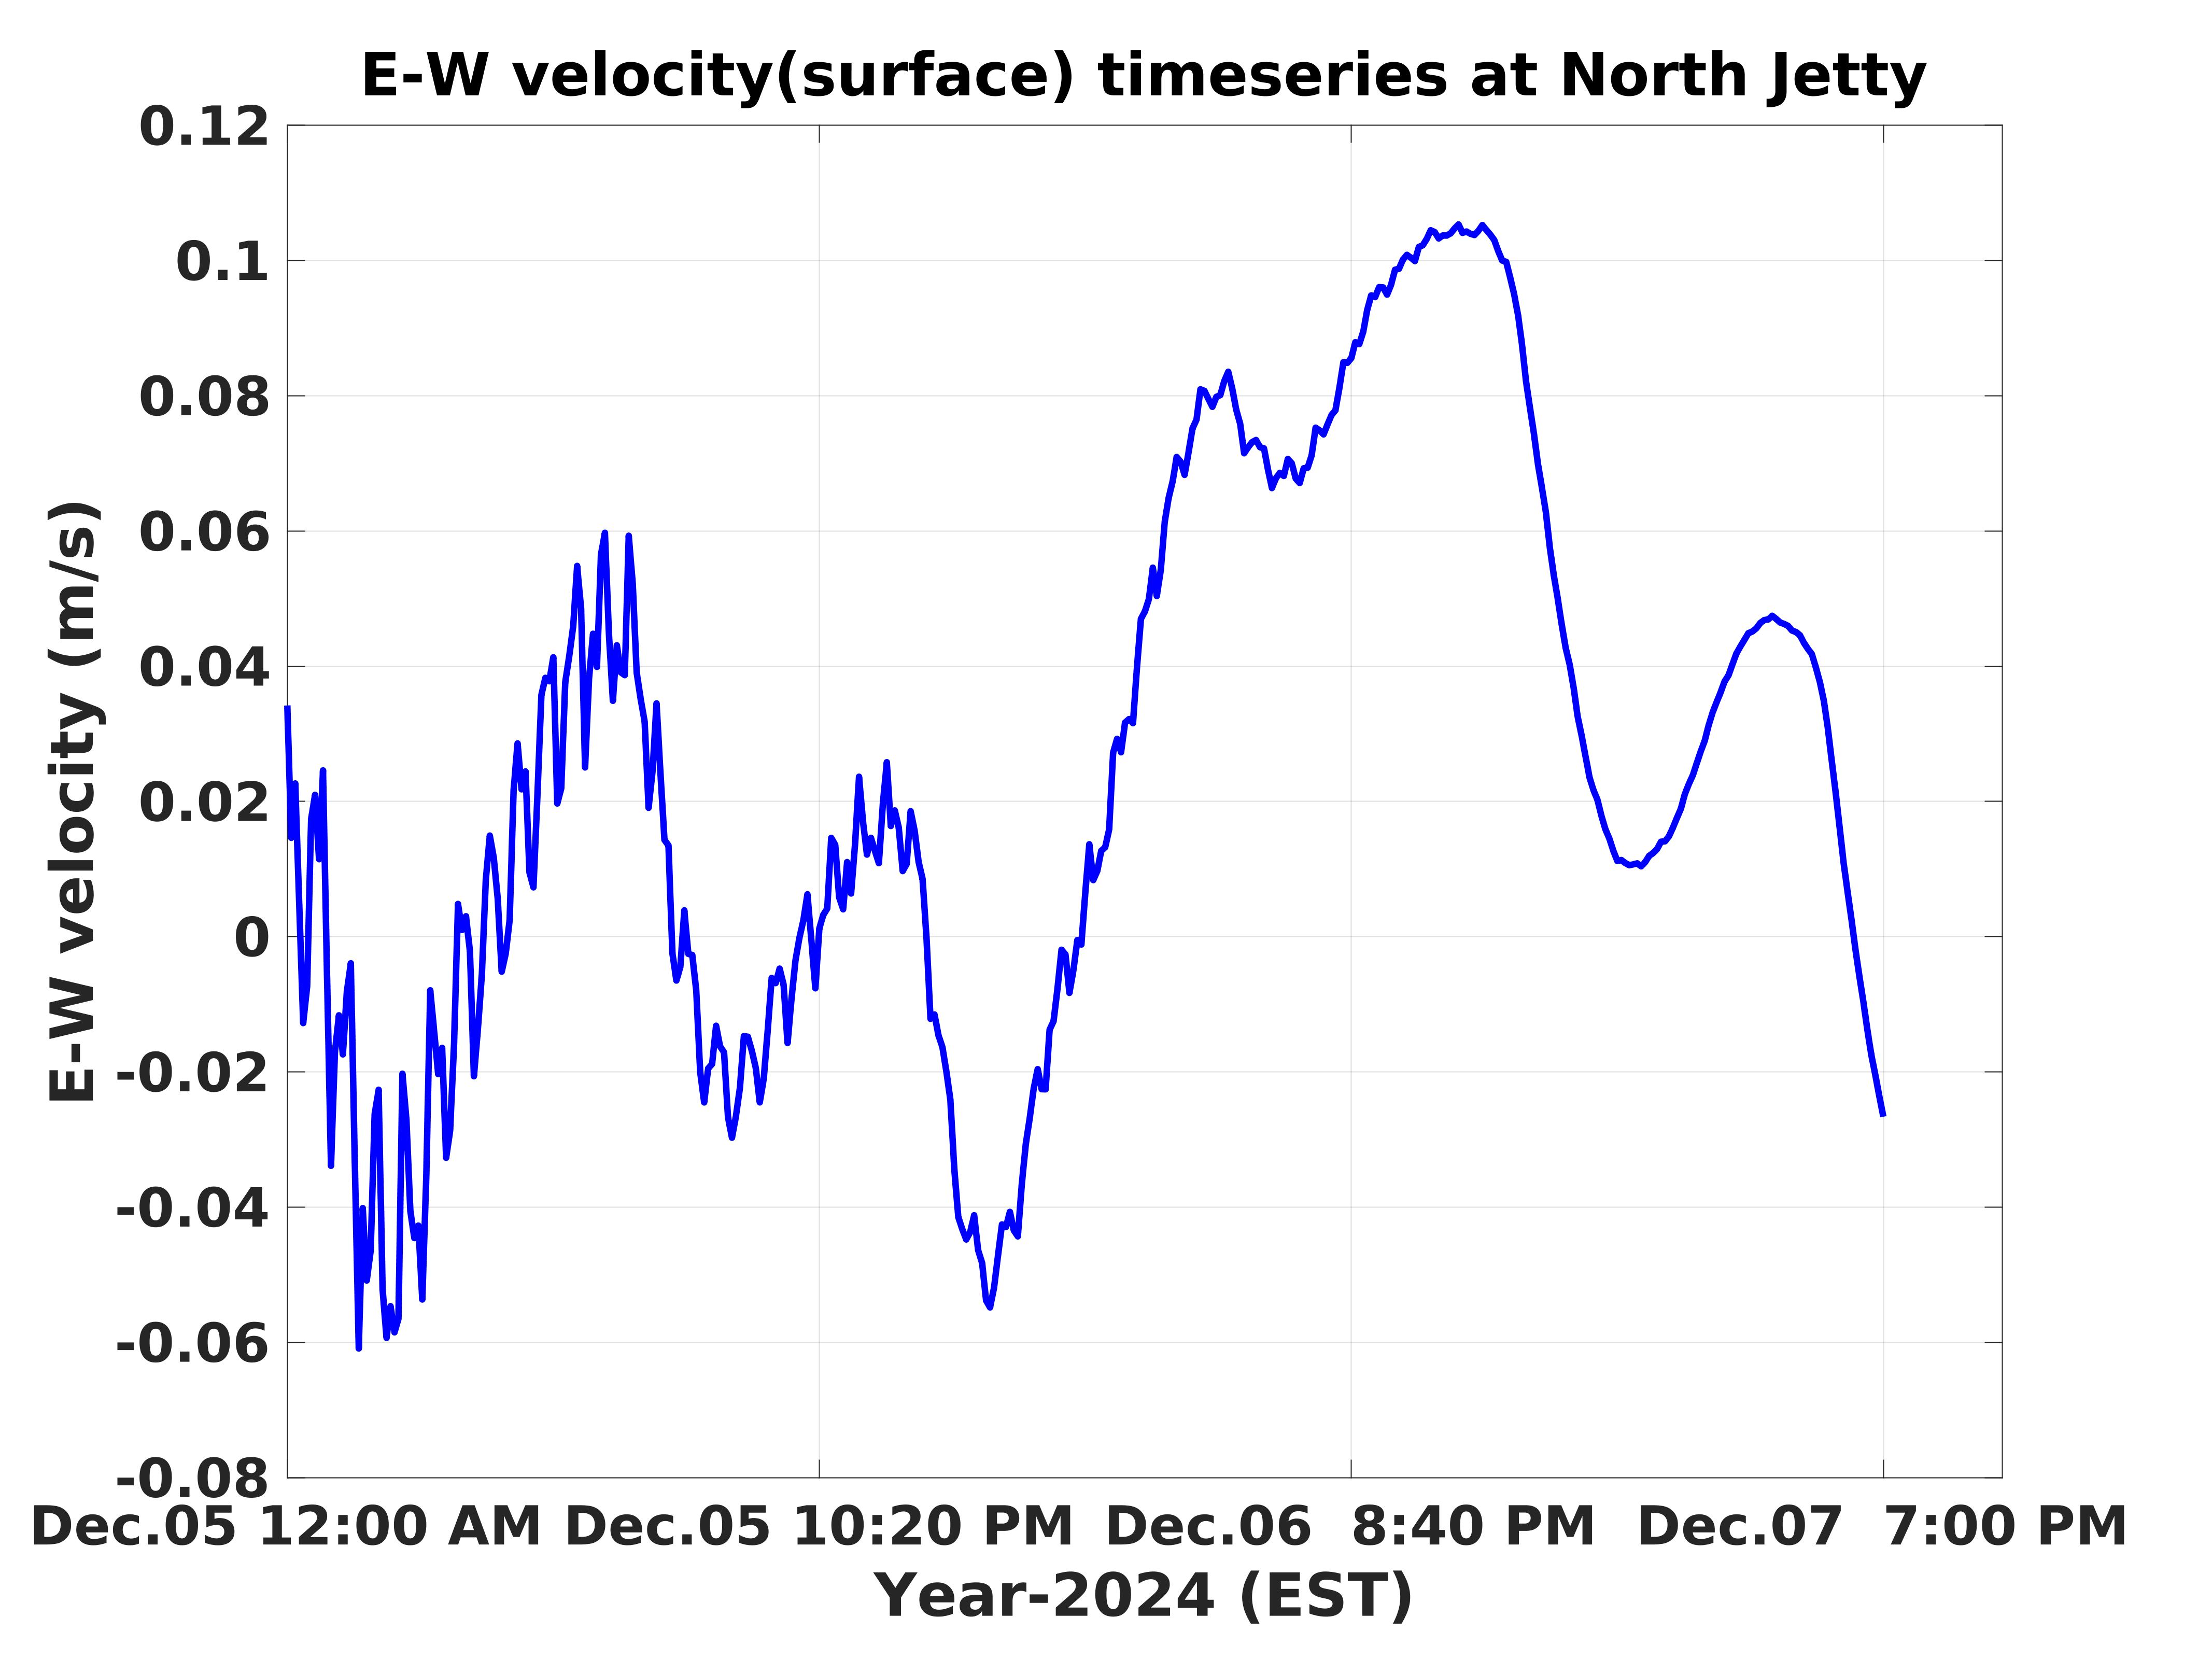 E-W velocity(surface) timeseries at North Jetty
0.12
0.1
0.08
0.06
0.04
0.02
0
-0.02
-0.04
-0.06
-0.08
E-W velocity (m/s)
Dec.05 12:00 AM Dec.05 10:20 PM Dec.06 8:40 PM Dec.07 7:00 PM
Year-2024 (EST)